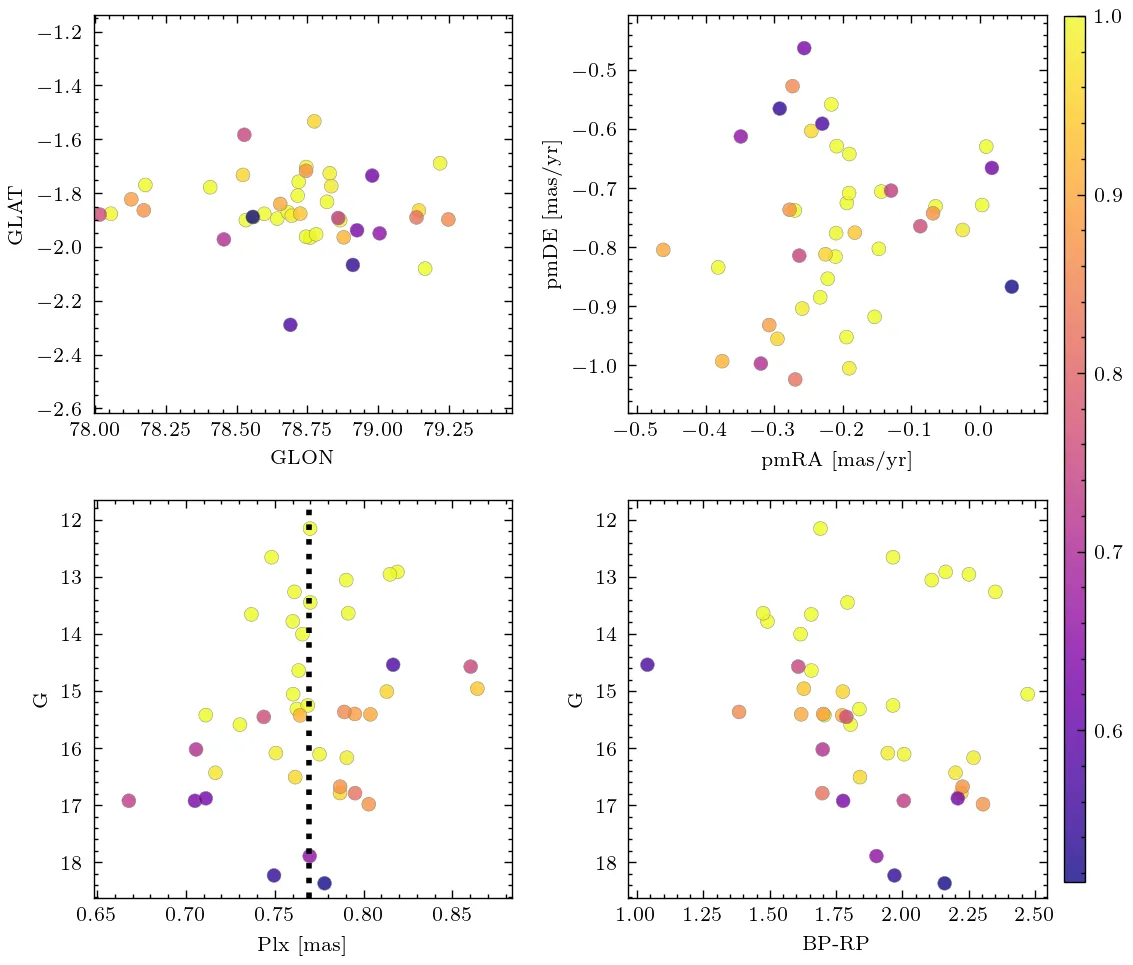 −1.2
−1.4
−1.6
−1.8
−2.0
−2.2
−2.4
−2.6
GLAT
78.00 78.25 78.50 78.75 79.00 79.25
GLON
−0.5
−0.6
−0.7
−0.8
−0.9
−1.0
pmDE [mas/yr]
−0.5 −0.4 −0.3 −0.2 −0.1 0.0
pmRA [mas/yr]
12
13
14
15
16
17
18
G
0.65 0.70 0.75 0.80 0.85
Plx [mas]
12
13
14
15
16
17
18
G
1.00 1.25 1.50 1.75 2.00 2.25 2.50
BP-RP
1.0
0.9
0.8
0.7
0.6